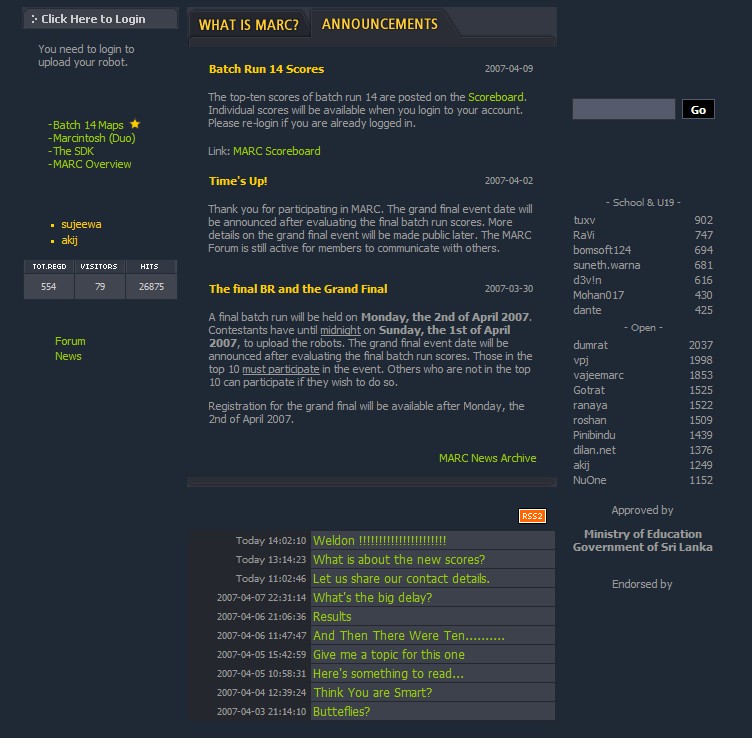 :· Click Here to Login
You need to login to
upload your robot.
-Batch 14 Maps
-Marcintosh (Duo)
-The SDK
-MARC Overview
sujeewa
akij
TOT.REGD VISITORS HITS
554 79 26875
Forum
News
WHAT IS MARC? ANNOUNCEMENTS
Batch Run 14 Scores 2007-04-09
The top-ten scores of batch run 14 are posted on the Scoreboard.
Individual scores will be available when you login to your account.
Please re-login if you are already logged in.
Link: MARC Scoreboard
Time's Up! 2007-04-02
Thank you for participating in MARC. The grand final event date will
be announced after evaluating the final batch run scores. More
details on the grand final event will be made public later. The MARC
Forum is still active for members to communicate with others.
The final BR and the Grand Final 2007-03-30
A final batch run will be held on Monday, the 2nd of April 2007.
Contestants have until midnight on Sunday, the 1st of April
2007, to upload the robots. The grand final event date will be
announced after evaluating the final batch run scores. Those in the
top 10 must participate in the event. Others who are not in the top
10 can participate if they wish to do so.
Registration for the grand final will be available after Monday, the
2nd of April 2007.
MARC News Archive
RSS2
Today 14:02:10 Weldon !!!!!!!!!!!!!!!!!!!!!!
Today 13:14:23 What is about the new scores?
Today 11:02:46 Let us share our contact details.
2007-04-07 22:31:14 What's the big delay?
2007-04-06 21:06:36 Results
2007-04-06 11:47:47 And Then There Were Ten..........
2007-04-05 15:42:59 Give me a topic for this one
2007-04-05 10:58:31 Here's something to read...
2007-04-04 12:39:24 Think You are Smart?
2007-04-03 21:14:10 Butteflies?
Go
- School & U19 -
tuxv 902
RaVi 747
bomsoft124 694
suneth.warna 681
d3v!n 616
Mohan017 430
dante 425
- Open -
dumrat 2037
vpj 1998
vajeemarc 1853
Gotrat 1525
ranaya 1522
roshan 1509
Pinibindu 1439
dilan.net 1376
akij 1249
NuOne 1152
Approved by
Ministry of Education
Government of Sri Lanka
Endorsed by